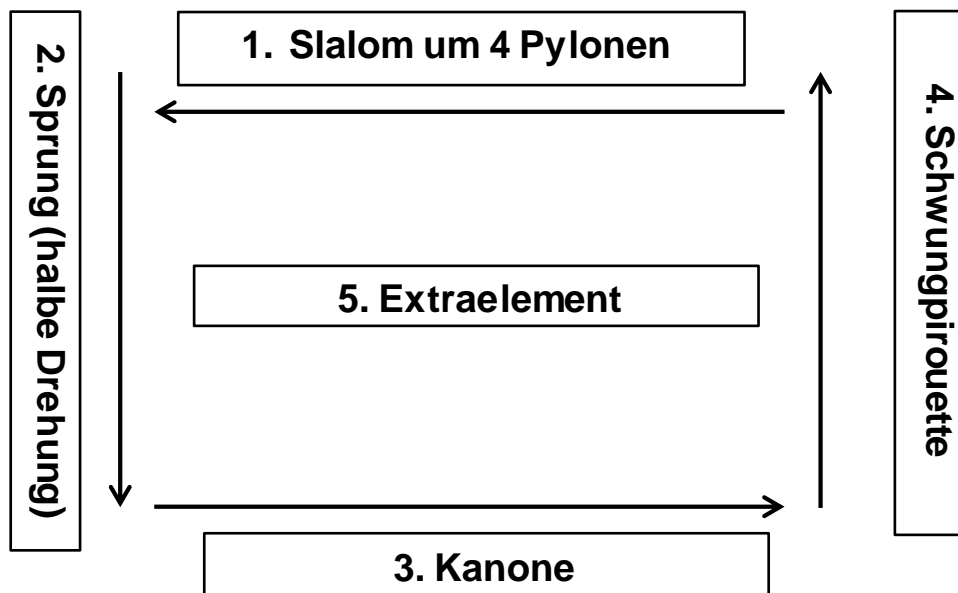 1. Slalom um 4 Pylonen
2. Sprung (halbe Drehung)
3. Kanone
4. Schwungpirouette
5. Extraelement